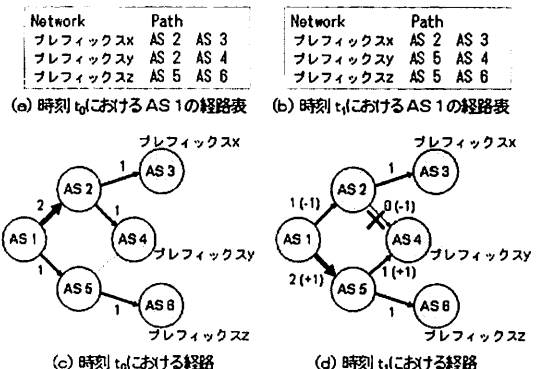 Network Path
プレフィックスx AS 2 AS 3
プレフィックスy AS 2 AS 4
プレフィックスz AS 5 AS 6
(a) 時刻 t₀におけるAS1の経路表
Network Path
プレフィックスx AS 2 AS 3
プレフィックスy AS 5 AS 4
プレフィックスz AS 5 AS 6
(b) 時刻 t₁におけるAS1の経路表
プレフィックスx
AS 3
1
AS 2
2
1
AS 1
AS 4
プレフィックスy
1
AS 5
1
AS 6
プレフィックスz
(c) 時刻 t₀における経路
プレフィックスx
AS 3
1
AS 2
1 (-1)
0 (-1)
AS 1
AS 4
プレフィックスy
2 (+1)
1 (+1)
AS 5
1
AS 6
プレフィックスz
(d) 時刻 t₁における経路